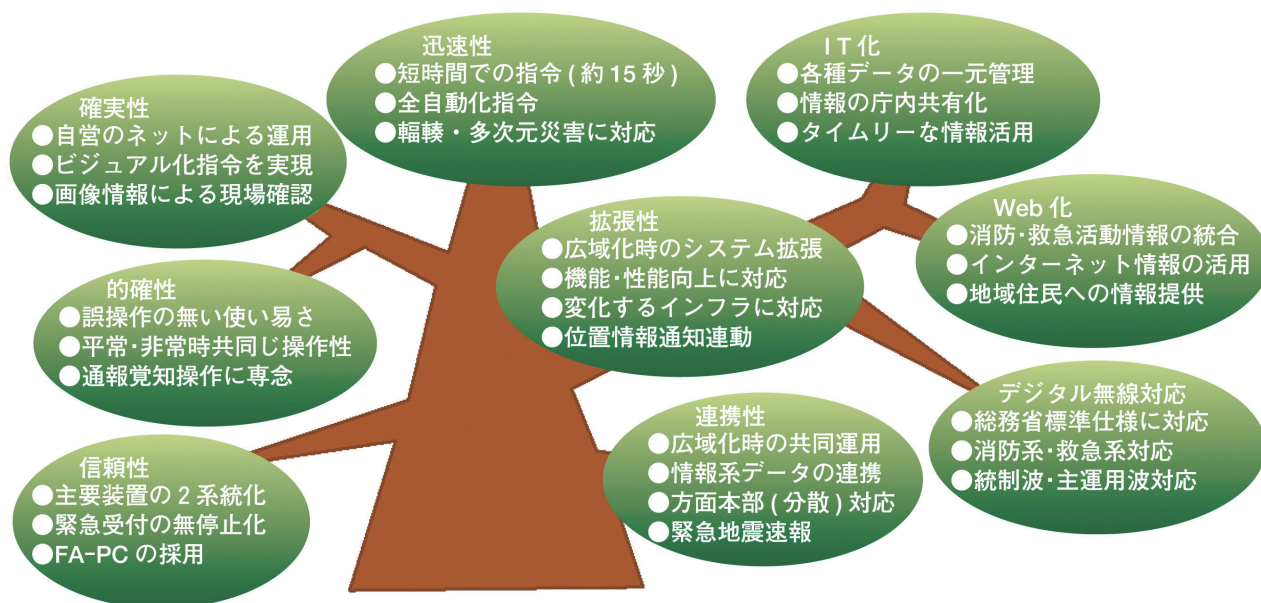 迅速性
●短時間での指令(約15秒)
●全自動化指令
●輻輳・多次元災害に対応
IT化
●各種データの一元管理
●情報の庁内共有化
●タイムリーな情報活用
確実性
●自営のネットによる運用
●ビジュアル化指令を実現
●画像情報による現場確認
拡張性
●広域化時のシステム拡張
●機能・性能向上に対応
●変化するインフラに対応
●位置情報通知連動
Web化
●消防・救急活動情報の統合
●インターネット情報の活用
●地域住民への情報提供
的確性
●誤操作の無い使い易さ
●平常・非常時共同じ操作性
●通報覚知操作に専念
デジタル無線対応
●総務省標準仕様に対応
●消防系・救急系対応
●統制波・主運用波対応
連携性
●広域化時の共同運用
●情報系データの連携
●方面本部(分散)対応
●緊急地震速報
信頼性
●主要装置の2系統化
●緊急受付の無停止化
●FA-PCの採用